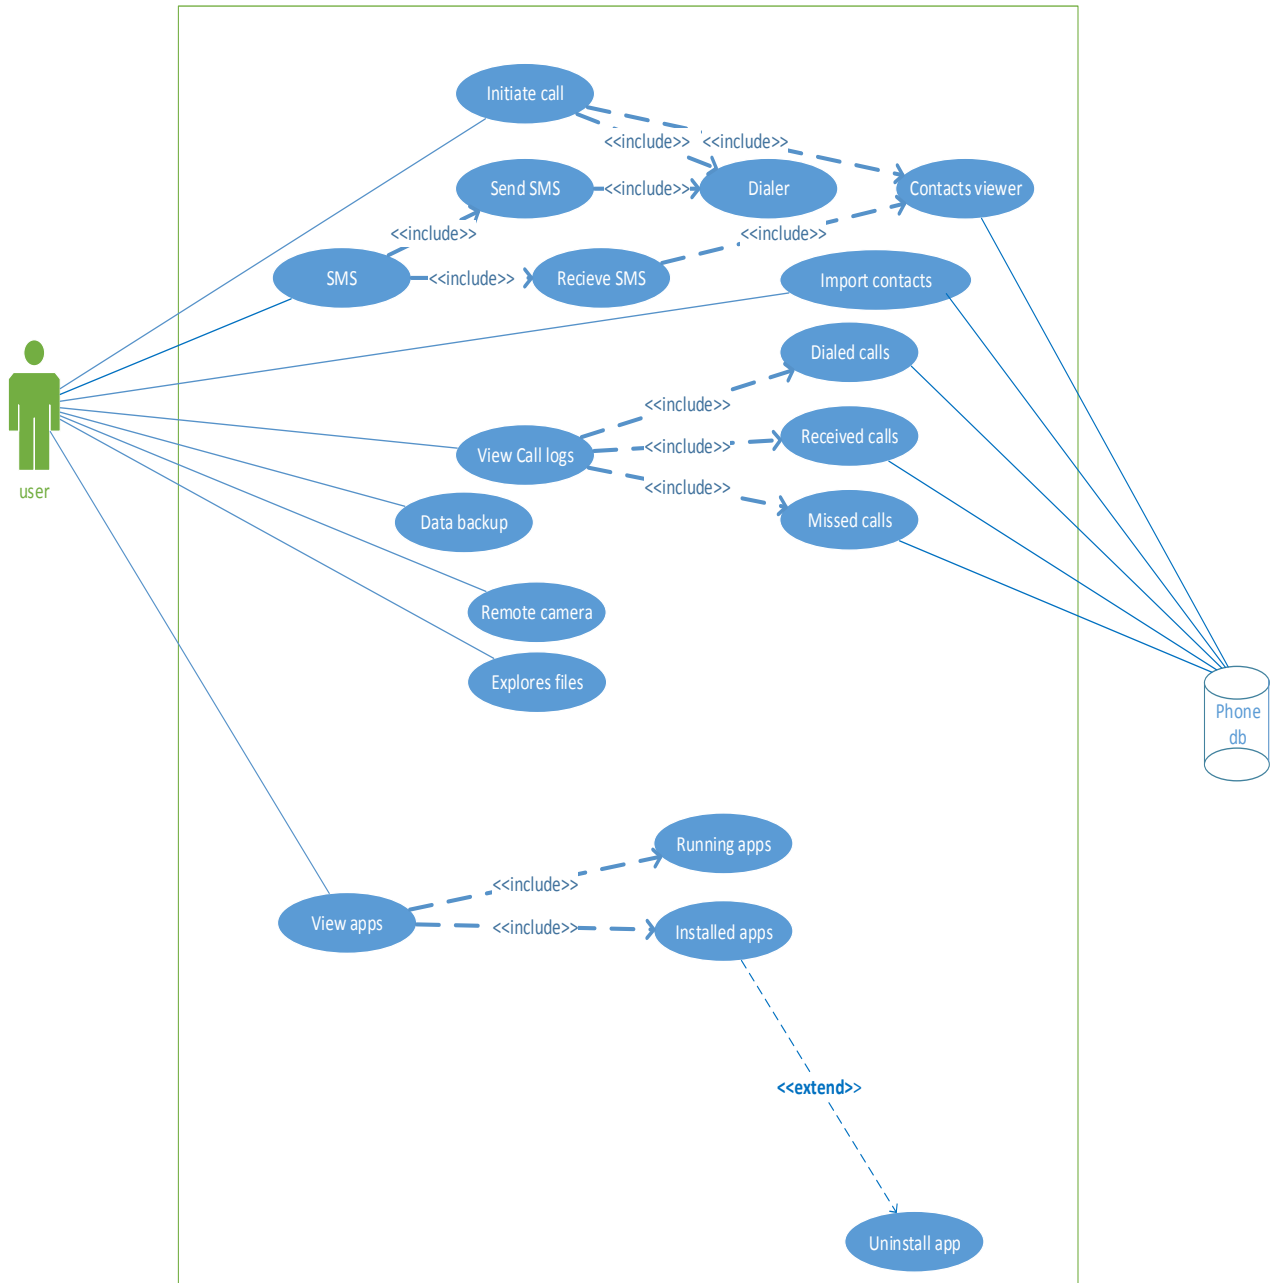 Initiate call
<<include>>
<<include>>
Send SMS
<<include>>
Dialer
Contacts viewer
<<include>>
<<include>>
SMS
<<include>>
Recieve SMS
Import contacts
Dialed calls
<<include>>
Received calls
<<include>>
View Call logs
<<include>>
user
Data backup
Missed calls
Remote camera
Explores files
Phone
db
Running apps
<<include>>
View apps
<<include>>
Installed apps
<<extend>>
Uninstall app